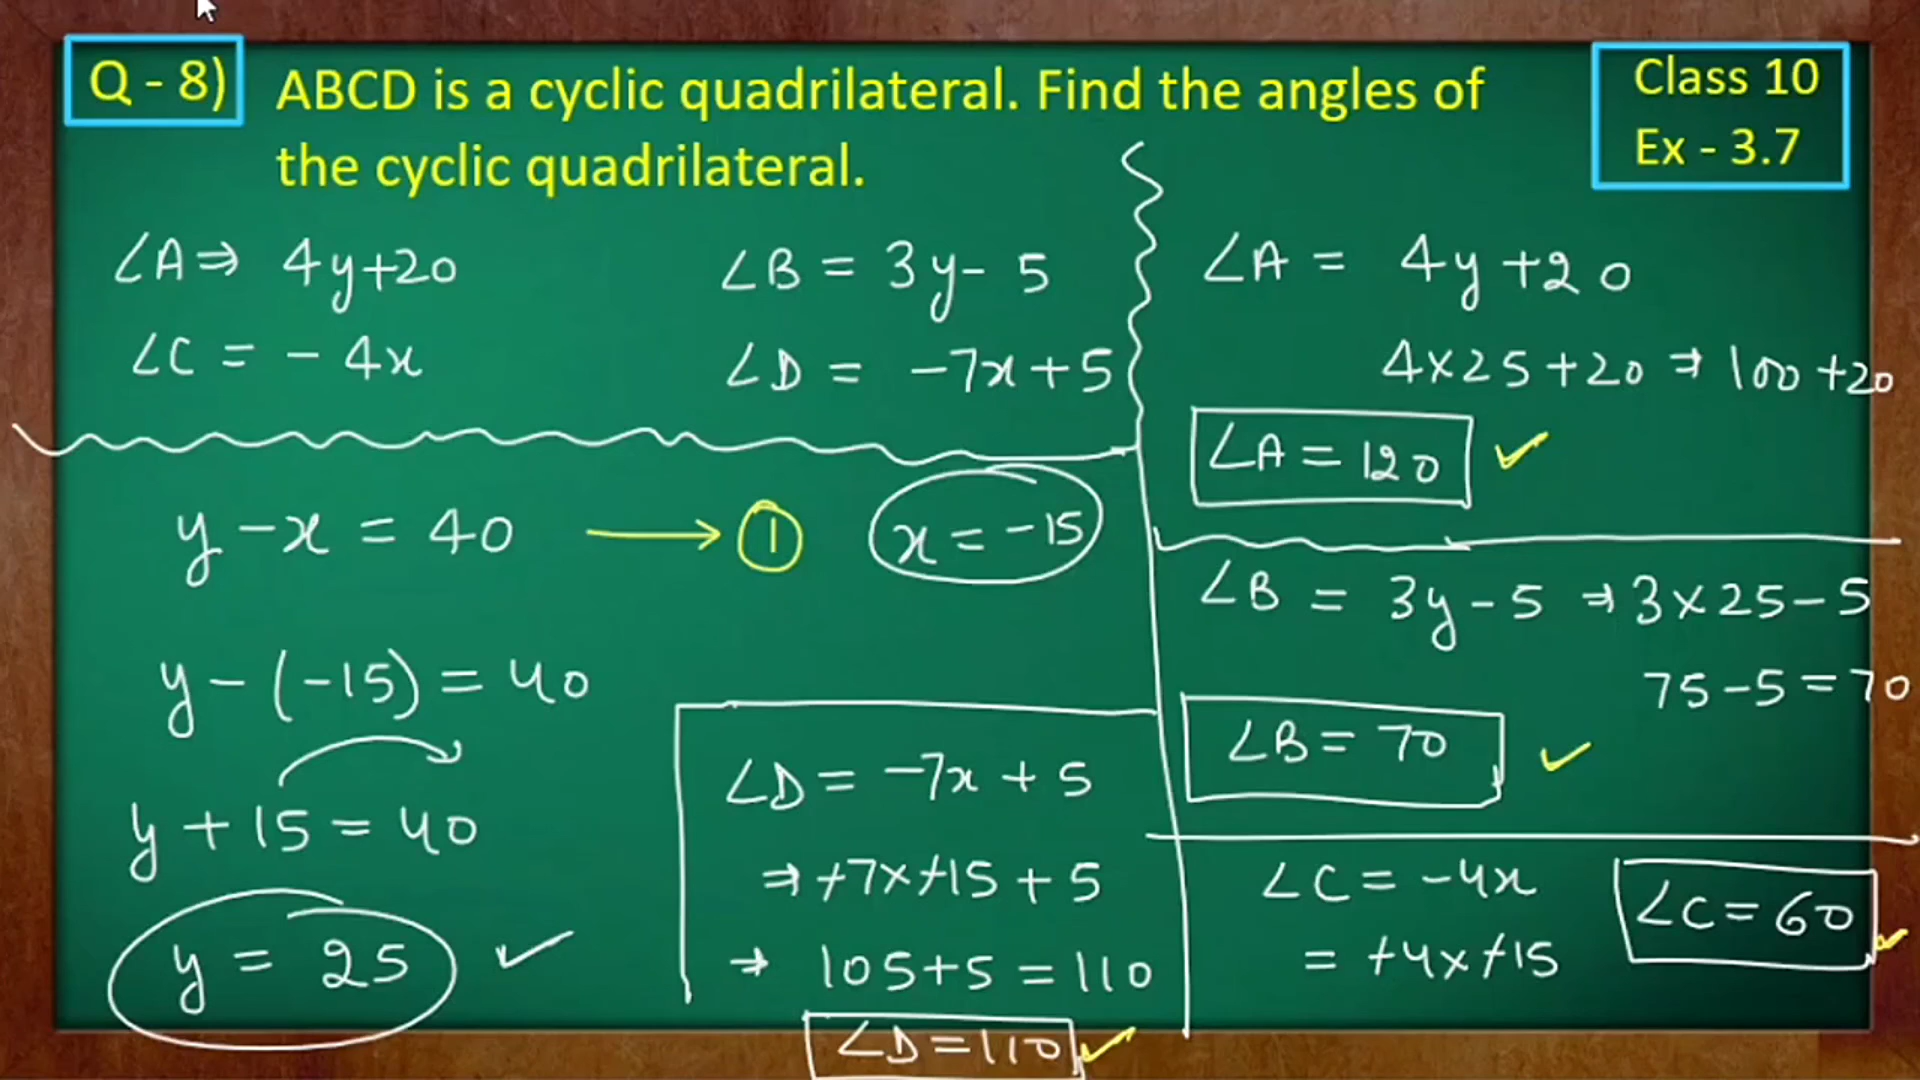 Q - 8)
ABCD is a cyclic quadrilateral. Find the angles of
the cyclic quadrilateral.
Class 10
Ex - 3.7
∠A ⇒ 4y+20
∠B = 3y- 5
∠C = - 4x
∠D = -7x+5
y -x = 40 ⟶ ①
x = -15
y - (-15) = 40
y + 15 = 40
y = 25 ✓
∠D = -7x + 5
⇒ +7x+15 + 5
⇒ 105+5 = 110
∠D=110 ✓
∠A = 4y +20
4×25+20 ⇒ 100+20
∠A = 120 ✓
∠B = 3y - 5 ⇒ 3×25-5
75-5=70
∠B = 70 ✓
∠C = -4x
= +4x+15
∠C = 60 ✓